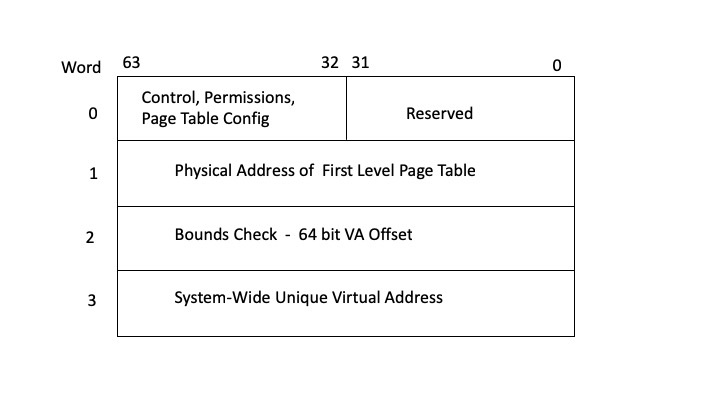 Word 63 32 31 0
0 Control, Permissions,
Page Table Config Reserved
1 Physical Address of First Level Page Table
2 Bounds Check - 64 bit VA Offset
3 System-Wide Unique Virtual Address